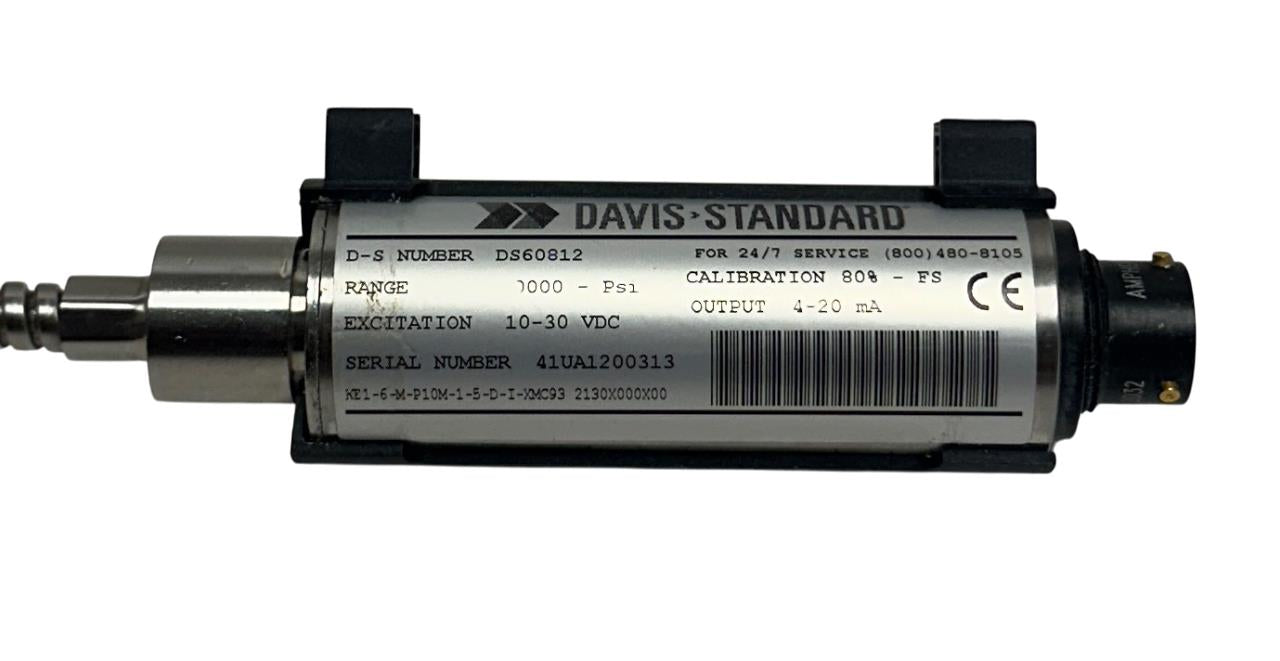 DAVIS STANDARD
D-S NUMBER DS60812
FOR 24/7 SERVICE (800)480-8105
RANGE 0000 - Psi
CALIBRATION 80% - FS
OUTPUT 4-20 mA
CE
EXCITATION 10-30 VDC
SERIAL NUMBER 41UA1200313
KE1-6-M-P10M-1-5-D-I-XMC93 2130X000X00